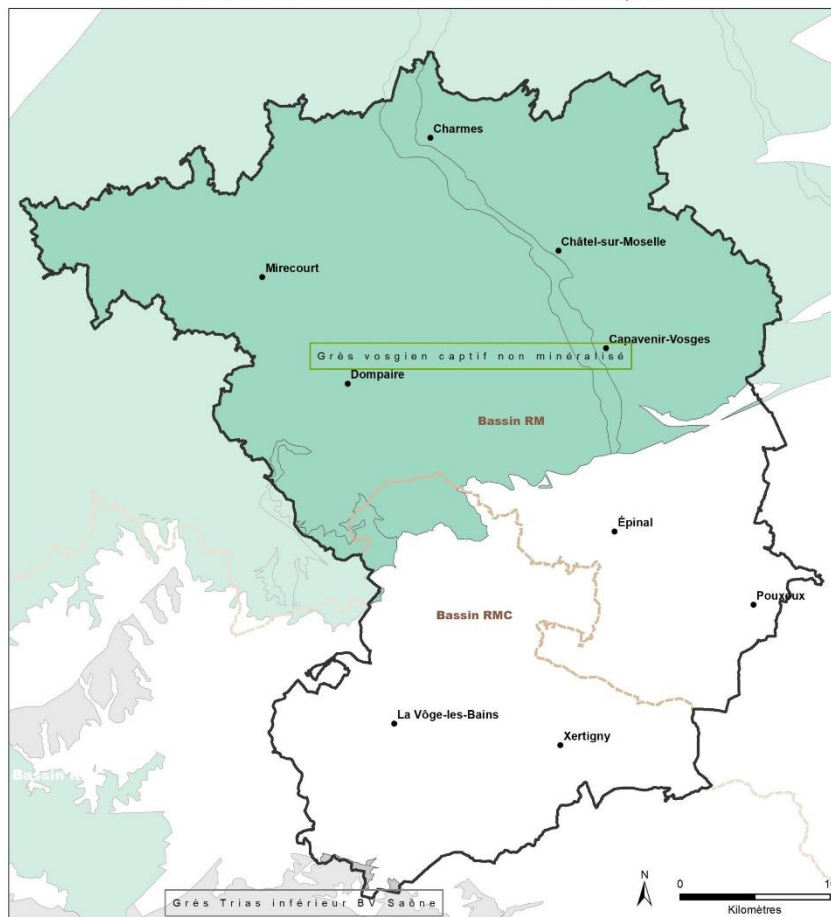 Charmes
Châtel-sur-Moselle
Mirecourt
Capavenir-Vosges
Grès vosgien captif non minéralisé
Dompaire
Bassin RM
Épinal
Pouxeux
Bassin RMC
La Vôge-les-Bains
Xertigny
Bassin
Grès Trias inférieur BV Saône
N
0
Kilomètres